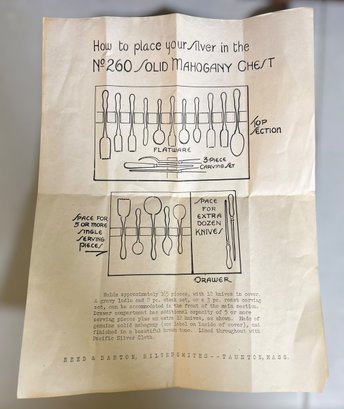 How to place your silver in the
No 260 SOLID MAHOGANY CHEST
TOP
SECTION
FLATWARE
3-PIECE
CARVING SET
SPACE FOR
5 OR MORE
SINGLE
SERVING
PIECES
SPACE
FOR
EXTRA
DOZEN
KNIVES
DRAWER
Holds approximately 165 pieces, with 12 knives in cover.
A gravy ladle and 2 pc. steak set, or a 3 pc. roast carving
set, can be accommodated in the front of the main section.
Drawer compartment has additional capacity of 5 or more
serving pieces plus an extra 12 knives, as shown. Made of
genuine solid mahogany (see label on inside of cover), and
finished in a beautiful brown tone. Lined throughout with
Pacific Silver Cloth.
REED & BARTON, SILVERSMITHS--TAUNTON, MASS.